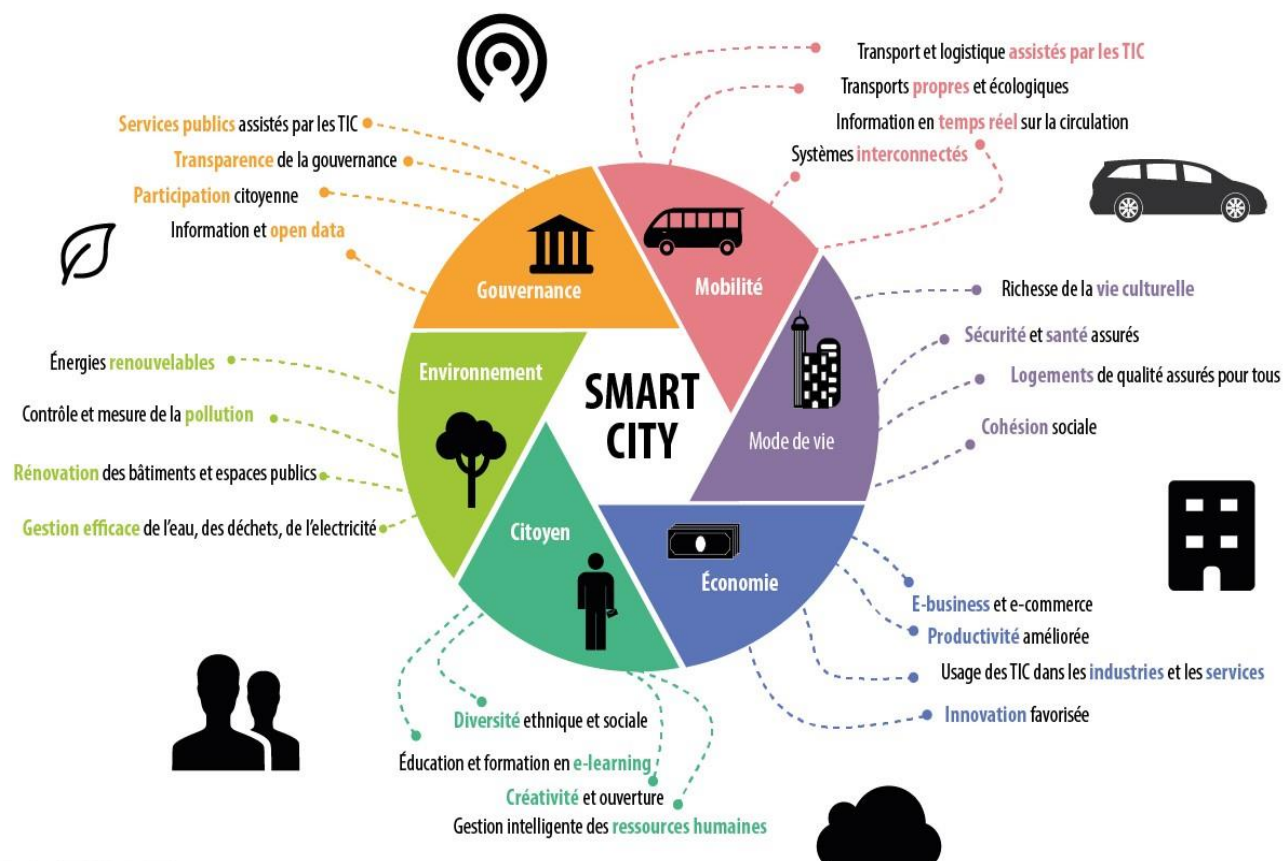 Transport et logistique assistés par les TIC
Transports propres et écologiques
Information en temps réel sur la circulation
Systèmes interconnectés
Services publics assistés par les TIC
Transparence de la gouvernance
Participation citoyenne
Information et open data
Gouvernance
Mobilité
Richesse de la vie culturelle
Sécurité et santé assurés
Logements de qualité assurés pour tous
Cohésion sociale
Énergies renouvelables
Contrôle et mesure de la pollution
Rénovation des bâtiments et espaces publics
Gestion efficace de l'eau, des déchets, de l'electricité
Environnement
SMART
CITY
Mode de vie
Citoyen
Économie
E-business et e-commerce
Productivité améliorée
Usage des TIC dans les industries et les services
Innovation favorisée
Diversité ethnique et sociale
Éducation et formation en e-learning
Créativité et ouverture
Gestion intelligente des ressources humaines